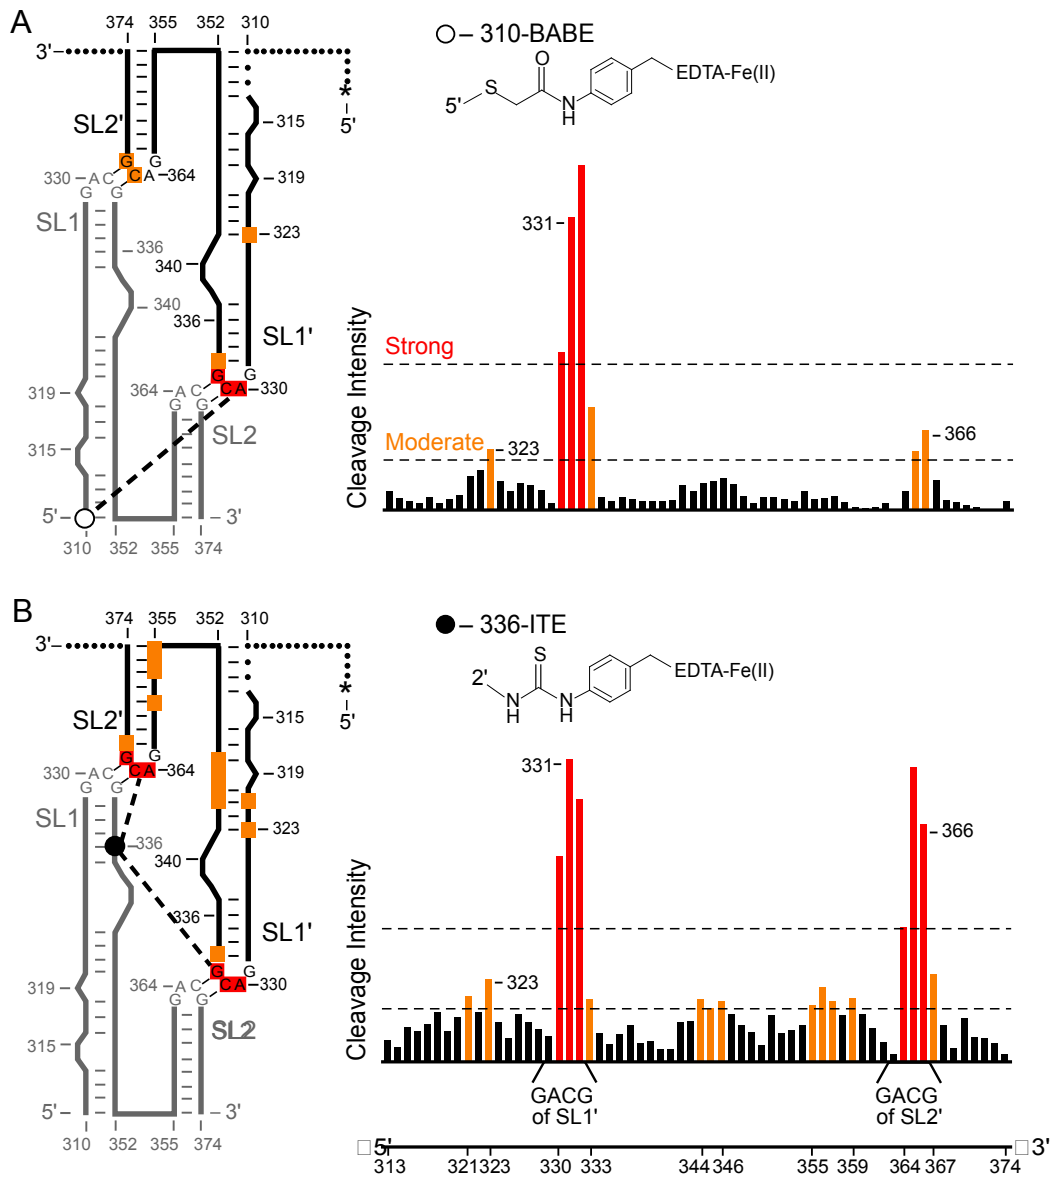 A
374 355 352 310
3'
*
5'
SL2'
315
G
G
C A 364
330 A C
G G
319
SL1
323
336
340
340
336
SL1'
G
G
C A 330
319
364 A C
G G
SL2
315
5' 3'
310 352 355 374
– 310-BABE
O
S
5'
N
H
EDTA-Fe(II)
Cleavage Intensity
331
Strong
Moderate
323
366
B
374 355 352 310
3'
*
5'
SL2'
315
G
G
C A 364
330 A C
G G
319
SL1
323
336
340
340
336
SL1'
G
G
C A 330
319
364 A C
G G
SL2
315
5' 3'
310 352 355 374
– 336-ITE
S
2'
N
H
N
H
EDTA-Fe(II)
Cleavage Intensity
331
323
366
GACG
of SL1'
GACG
of SL2'
5' 3'
313 321 323 330 333 344 346 355 359 364 367 374